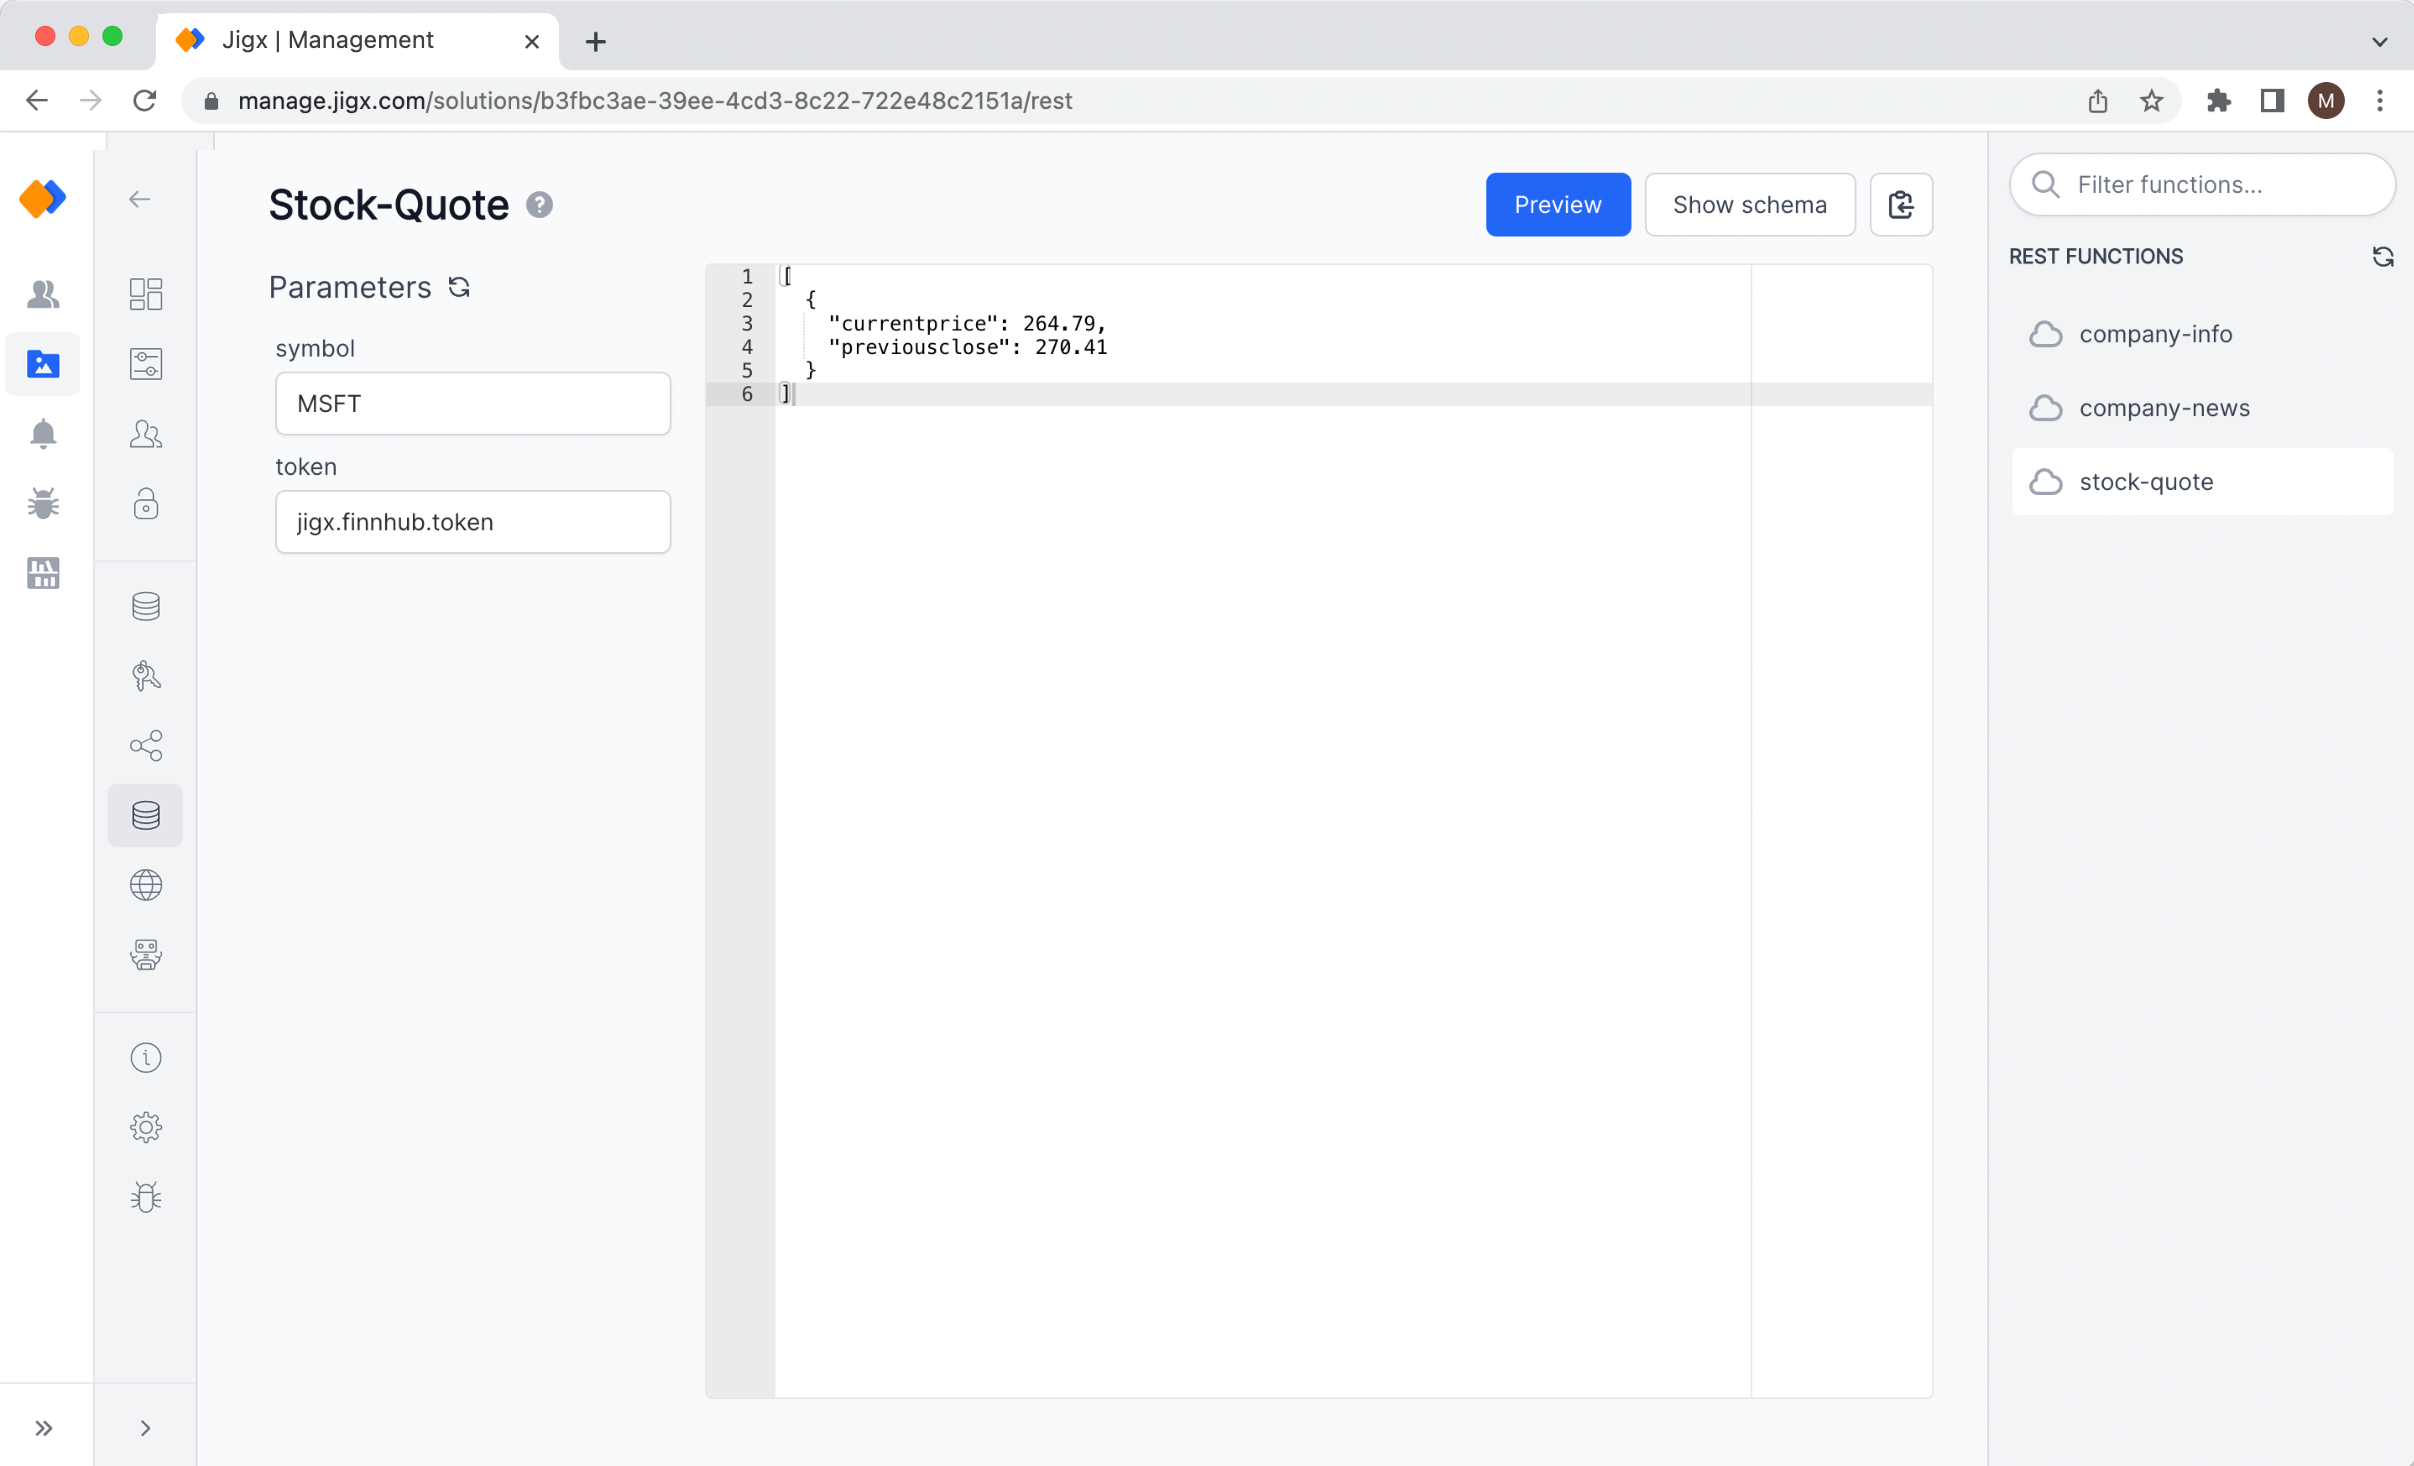 Jigx | Management
manage.jigx.com/solutions/b3fbc3ae-39ee-4cd3-8c22-722e48c2151a/rest
M
Stock-Quote
?
Preview
Show schema
Filter functions...
Parameters
REST FUNCTIONS
symbol
MSFT
token
jigx.finnhub.token
1 [
2 {
3 "currentprice": 264.79,
4 "previousclose": 270.41
5 }
6 ]
company-info
company-news
stock-quote